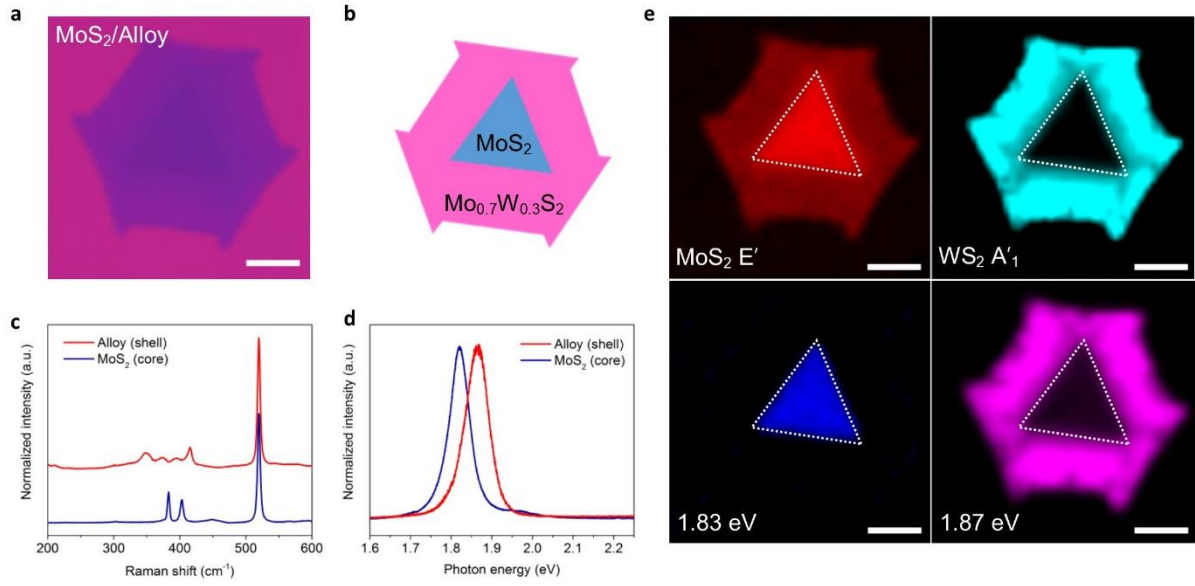 a
MoS₂/Alloy
b
MoS₂
Mo₀.₇W₀.₃S₂
c
Alloy (shell)
MoS₂ (core)
Normalized intensity (a.u.)
200 300 400 500 600
Raman shift (cm⁻¹)
d
Alloy (shell)
MoS₂ (core)
Normalized intensity (a.u.)
1.6 1.7 1.8 1.9 2.0 2.1 2.2
Photon energy (eV)
e
MoS₂ E′
WS₂ A′₁
1.83 eV
1.87 eV